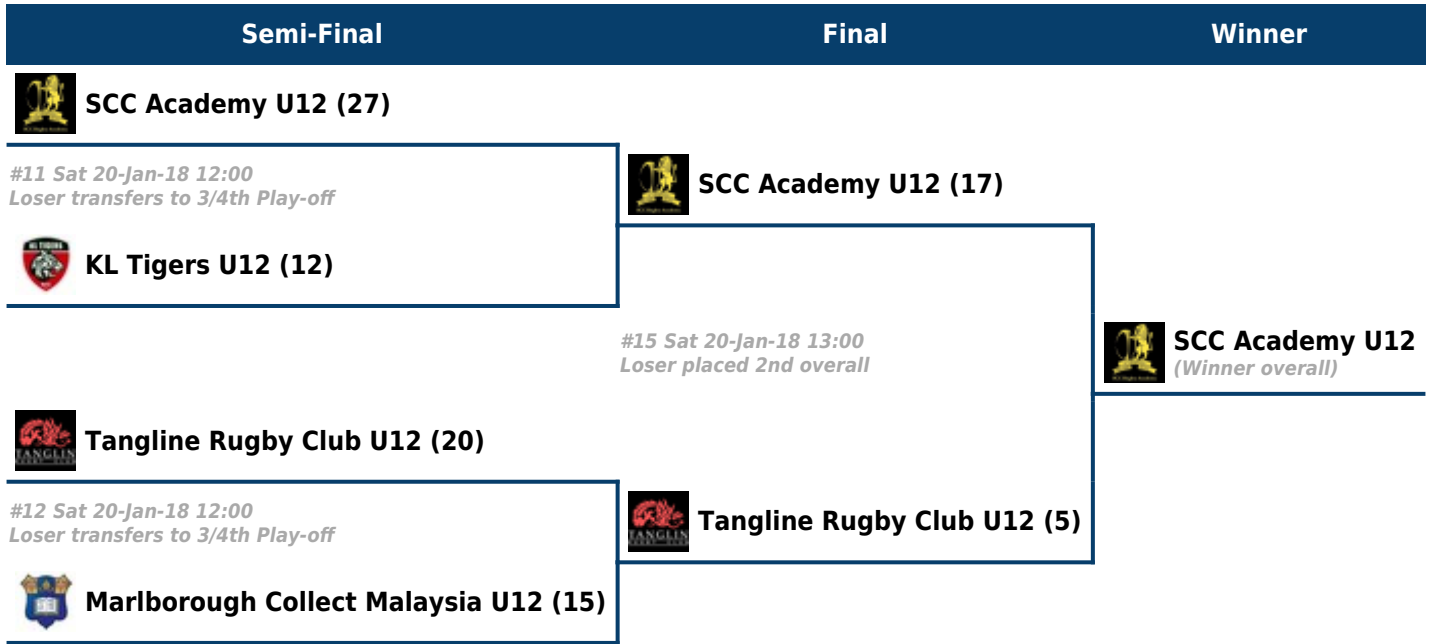 Semi-Final Final Winner
SCC Academy U12 (27)
#11 Sat 20-Jan-18 12:00
Loser transfers to 3/4th Play-off
SCC Academy U12 (17)
KL Tigers U12 (12)
#15 Sat 20-Jan-18 13:00
Loser placed 2nd overall
SCC Academy U12
(Winner overall)
TANGLIN
Tangline Rugby Club U12 (20)
#12 Sat 20-Jan-18 12:00
Loser transfers to 3/4th Play-off
TANGLIN
Tangline Rugby Club U12 (5)
Marlborough Collect Malaysia U12 (15)